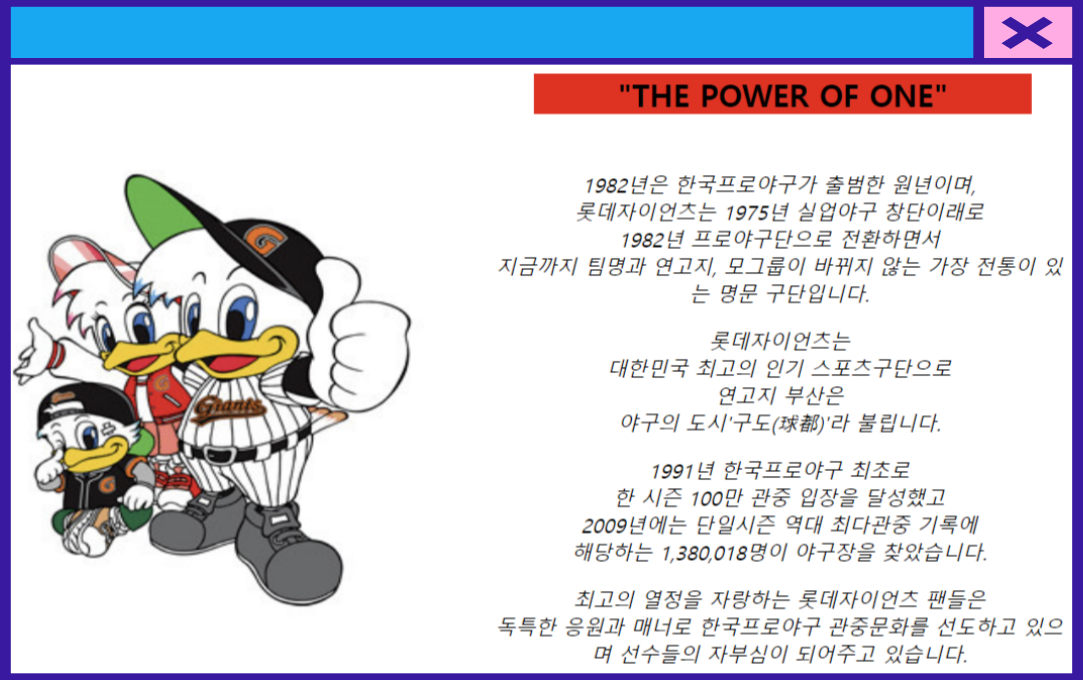 "THE POWER OF ONE"
1982년은 한국프로야구가 출범한 원년이며,
롯데자이언츠는 1975년 실업야구 창단이래로
1982년 프로야구단으로 전환하면서
지금까지 팀명과 연고지, 모그룹이 바뀌지 않는 가장 전통이 있
는 명문 구단입니다.
롯데자이언츠는
대한민국 최고의 인기 스포츠구단으로
연고지 부산은
야구의 도시'구도(球都)'라 불립니다.
1991년 한국프로야구 최초로
한 시즌 100만 관중 입장을 달성했고
2009년에는 단일시즌 역대 최다관중 기록에
해당하는 1,380,018명이 야구장을 찾았습니다.
최고의 열정을 자랑하는 롯데자이언츠 팬들은
독특한 응원과 매너로 한국프로야구 관중문화를 선도하고 있으
며 선수들의 자부심이 되어주고 있습니다.
G
Giants
G